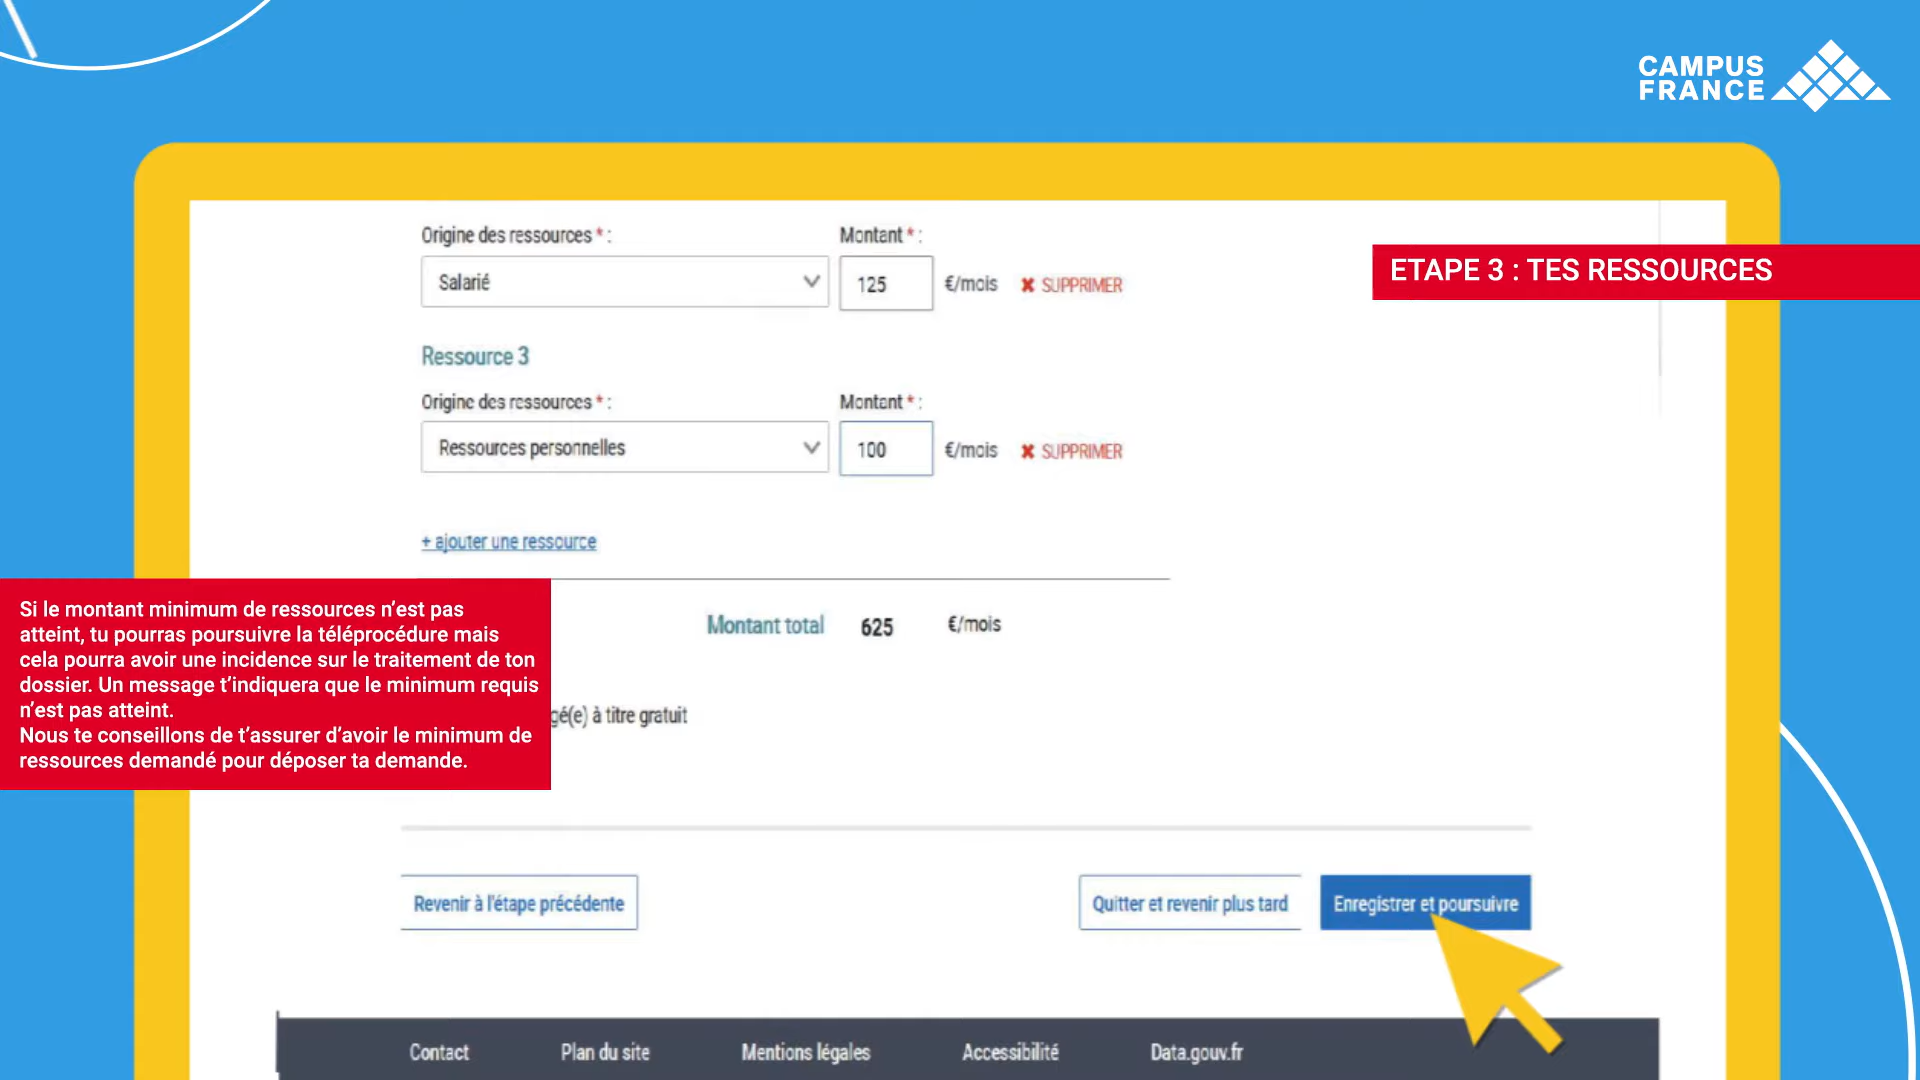 CAMPUS
FRANCE
ETAPE 3 : TES RESSOURCES
Origine des ressources * :
Montant * :
Salarié
125
€/mois
✖ SUPPRIMER
Ressource 3
Origine des ressources * :
Montant * :
Ressources personnelles
100
€/mois
✖ SUPPRIMER
+ ajouter une ressource
Montant total 625 €/mois
Si le montant minimum de ressources n’est pas
atteint, tu pourras poursuivre la téléprocédure mais
cela pourra avoir une incidence sur le traitement de ton
dossier. Un message t’indiquera que le minimum requis
n’est pas atteint.
Nous te conseillons de t’assurer d’avoir le minimum de
ressources demandé pour déposer ta demande.
gé(e) à titre gratuit
Revenir à l'étape précédente
Quitter et revenir plus tard
Enregistrer et poursuivre
Contact
Plan du site
Mentions légales
Accessibilité
Data.gouv.fr